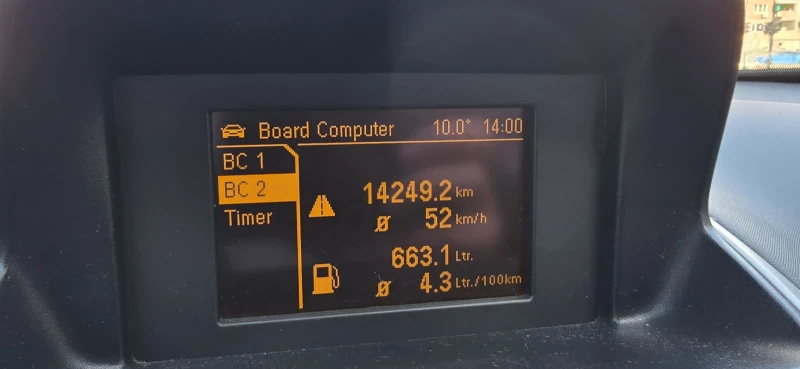 Board Computer 10.0° 14:00
BC 1
BC 2
Timer
14249.2 km
ø 52 km/h
663.1 Ltr.
ø 4.3 Ltr./100km